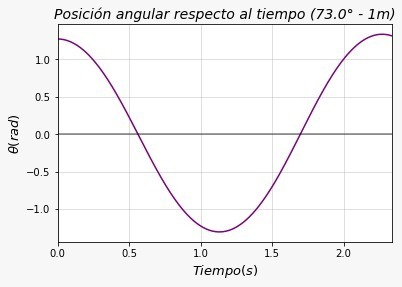 Posición angular respecto al tiempo (73.0° - 1m)
θ(rad)
1.0
0.5
0.0
−0.5
−1.0
0.0 0.5 1.0 1.5 2.0
Tiempo(s)